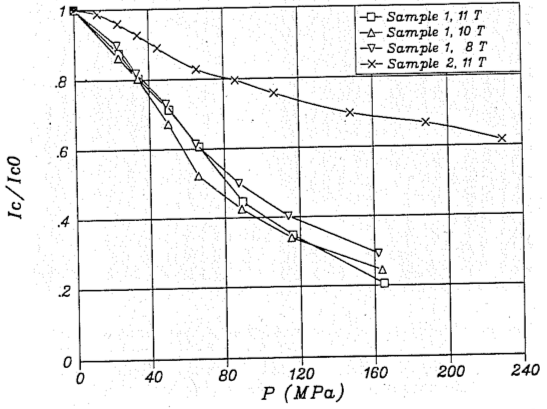 1
.8
.6
.4
.2
0
Ic/Ic0
Sample 1, 11 T
Sample 1, 10 T
Sample 1, 8 T
Sample 2, 11 T
0 40 80 120 160 200 240
P (MPa)